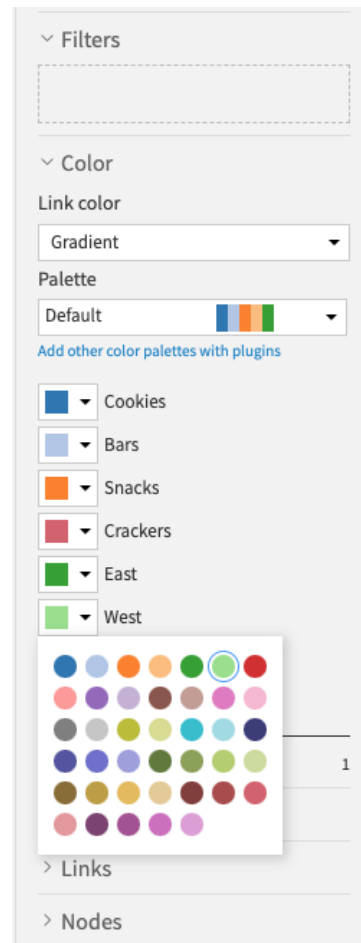 Filters
Color
Link color
Gradient
Palette
Default
Add other color palettes with plugins
Cookies
Bars
Snacks
Crackers
East
West
1
Links
Nodes